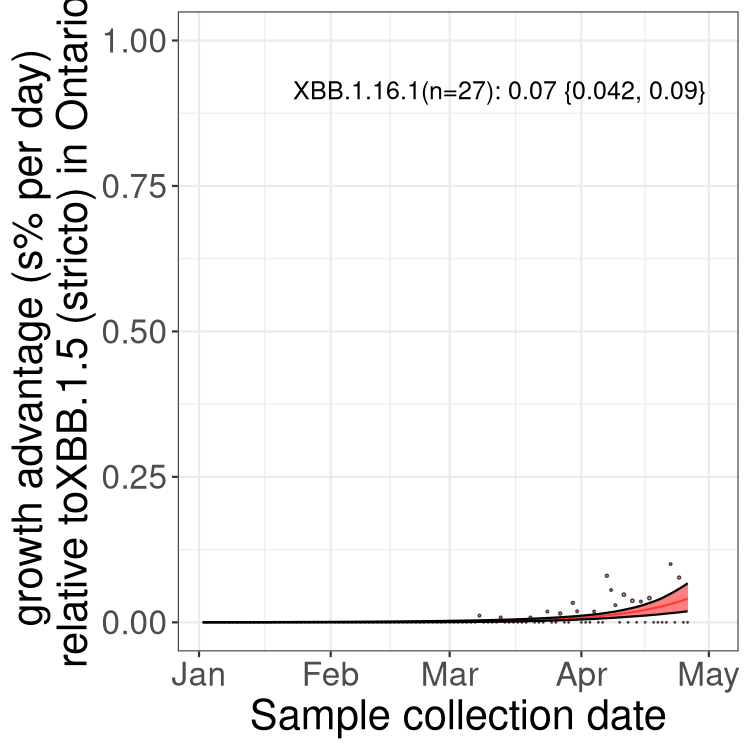 growth advantage (s% per day)
relative toXBB.1.5 (stricto) in Ontario
1.00
0.75
0.50
0.25
0.00
XBB.1.16.1(n=27): 0.07 {0.042, 0.09}
Jan Feb Mar Apr May
Sample collection date